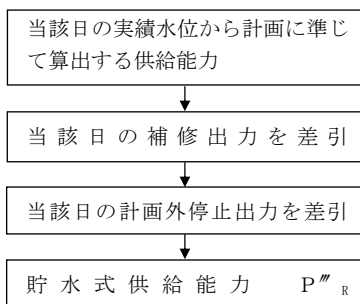 当該日の実績水位から計画に準じ
て算出する供給能力
当該日の補修出力を差引
当該日の計画外停止出力を差引
貯水式供給能力 P‴R